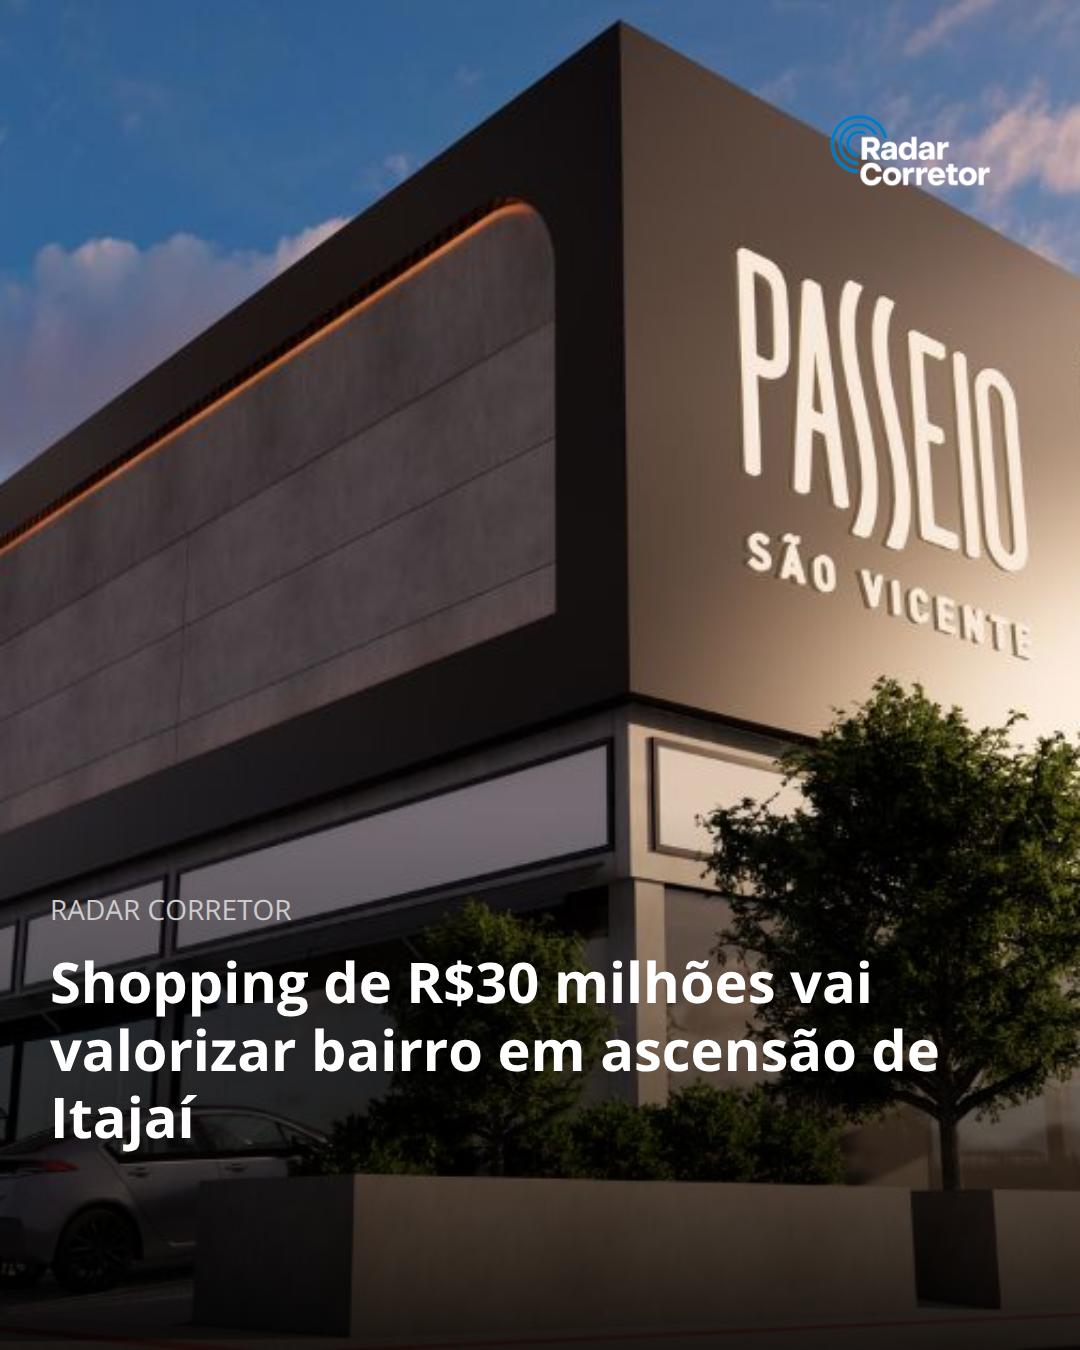 Radar
Corretor
PASSEIO
SÃO VICENTE
RADAR CORRETOR
Shopping de R$30 milhões vai
valorizar bairro em ascensão de
Itajaí